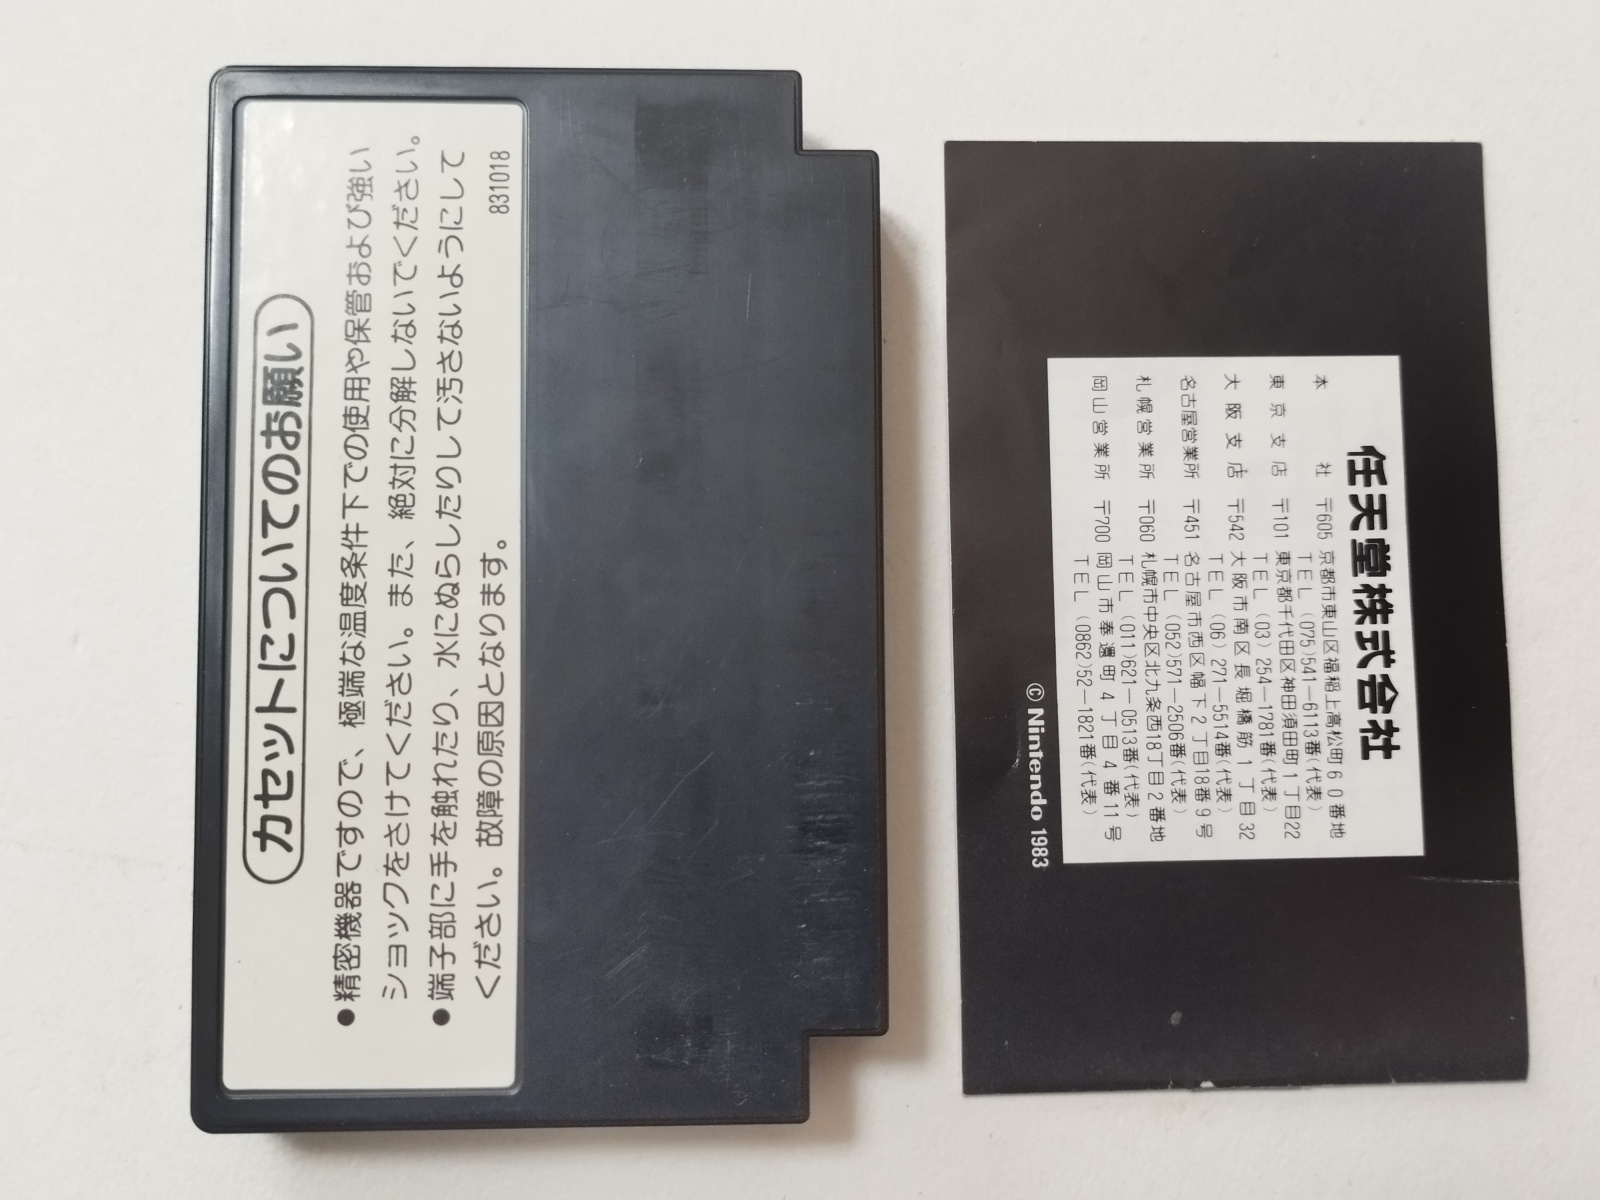 カセットについてのお願い
●精密機器ですので、極端な温度条件下での使用や保管および強い
ショックをさけてください。また、絶対に分解しないでください。
●端子部に手を触れたり、水にぬらしたりして汚さないようにして
ください。故障の原因となります。
831018
任天堂株式会社
本社 〒605 京都市東山区福稲上高松町60番地
TEL (075)541-6113番(代表)
東京支店 〒101 東京都千代田区神田須田町1丁目22
TEL (03) 254-1781番(代表)
大阪支店 〒542 大阪市南区長堀橋筋1丁目32
TEL (06) 271-5514番(代表)
名古屋営業所 〒451 名古屋市西区幅下2丁目18番9号
TEL (052)571-2506番(代表)
札幌営業所 〒060 札幌市中央区北九条西18丁目2番地
TEL (011)621-0513番(代表)
岡山営業所 〒700 岡山市奉還町4丁目4番11号
TEL (0862)52-1821番(代表)
© Nintendo 1983